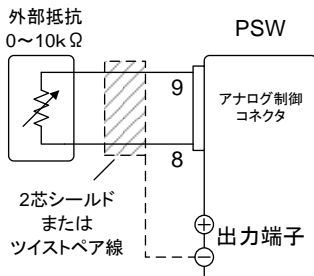 外部抵抗
0～10kΩ
PSW
9
アナログ制御
コネクタ
8
2芯シールド
または
ツイストペア線
＋
出力端子
－